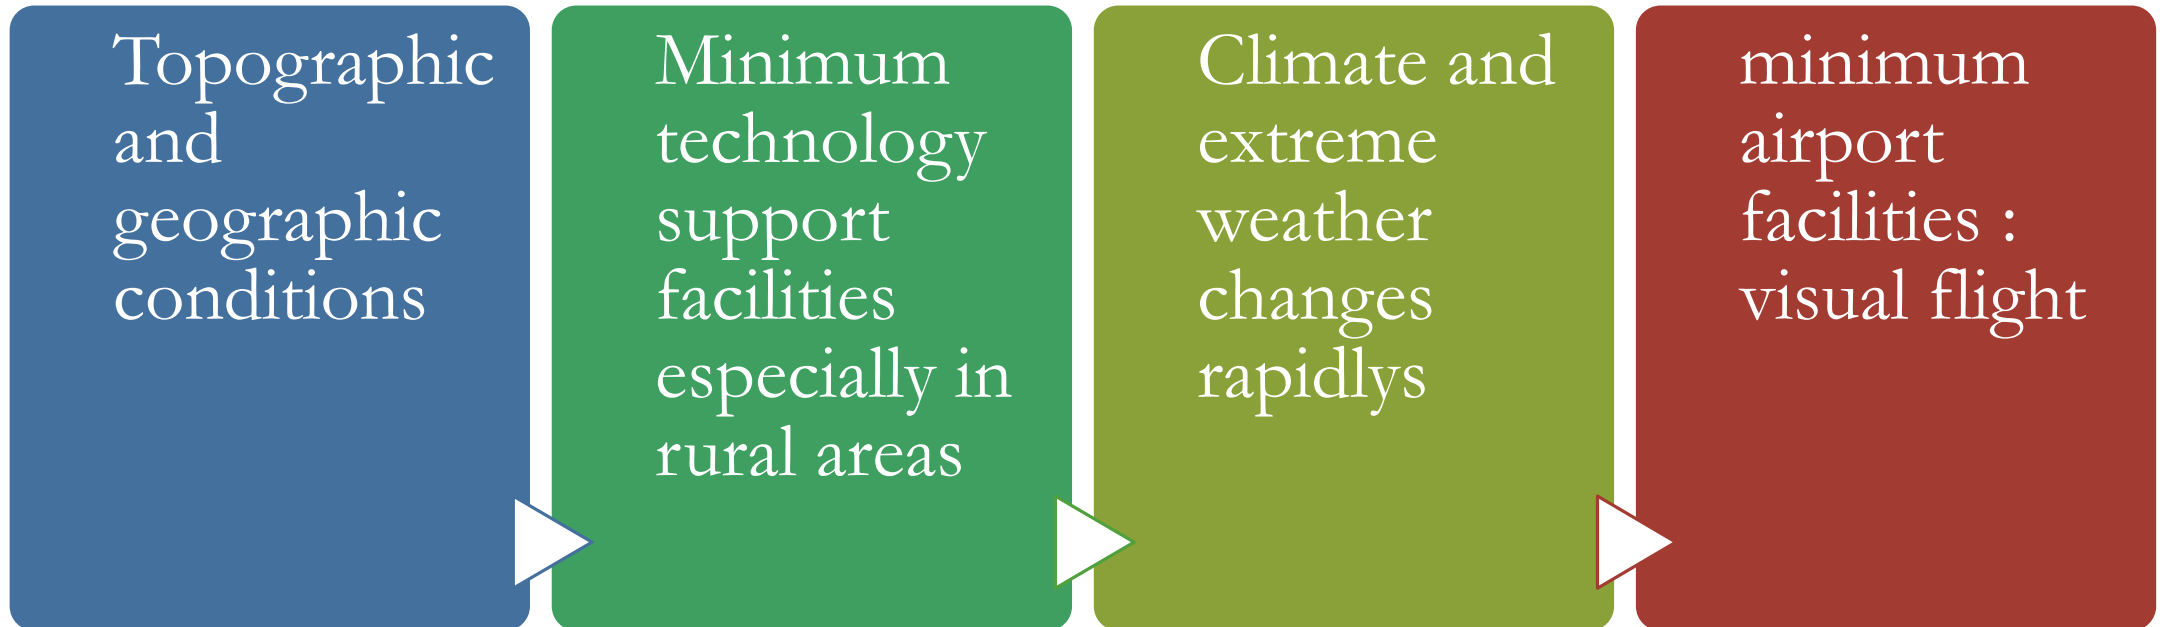 Topographic
and
geographic
conditions
Minimum
technology
support
facilities
especially in
rural areas
Climate and
extreme
weather
changes
rapidlys
minimum
airport
facilities :
visual flight